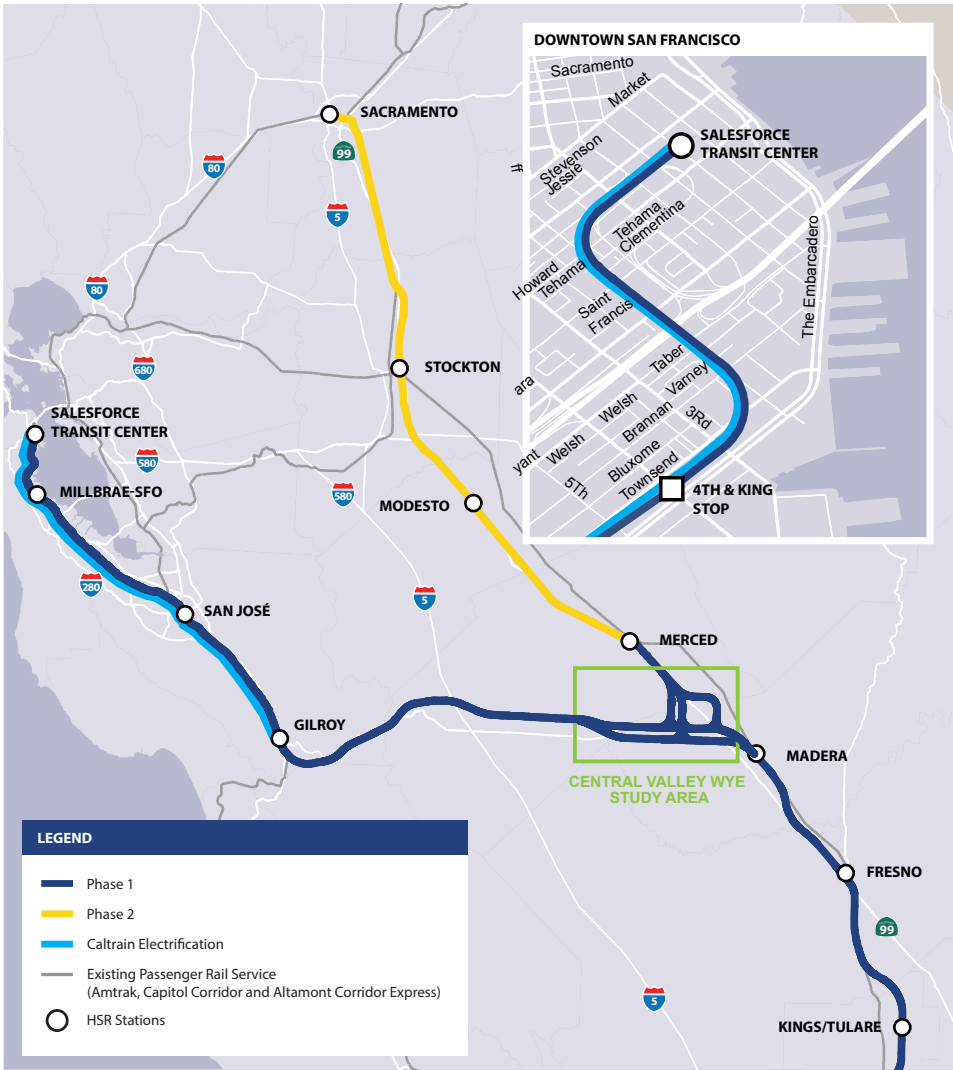 DOWNTOWN SAN FRANCISCO
Sacramento
Market
SALESFORCE
TRANSIT CENTER
ff
Stevenson
Jessie
Tehama
Clementina
The Embarcadero
Howard
Tehama
Saint
Francis
Taber
Varney
ara
Welsh
3Rd
Brannan
Welsh
yant
Bluxome
5Th
Townsend
4TH & KING
STOP
SACRAMENTO
99
80
5
80
680
STOCKTON
SALESFORCE
TRANSIT CENTER
580
580
MILLBRAE-SFO
MODESTO
280
5
SAN JOSÉ
MERCED
GILROY
MADERA
CENTRAL VALLEY WYE
STUDY AREA
FRESNO
99
5
KINGS/TULARE
LEGEND
Phase 1
Phase 2
Caltrain Electrification
Existing Passenger Rail Service
(Amtrak, Capitol Corridor and Altamont Corridor Express)
HSR Stations